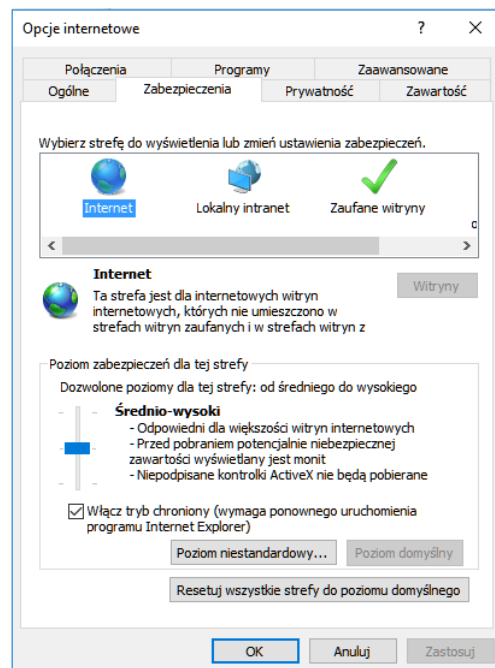 Opcje internetowe
?
Połączenia Programy Zaawansowane
Ogólne Zabezpieczenia Prywatność Zawartość
Wybierz strefę do wyświetlenia lub zmień ustawienia zabezpieczeń.
Internet Lokalny intranet Zaufane witryny
Internet
Ta strefa jest dla internetowych witryn
internetowych, których nie umieszczono w
strefach witryn zaufanych i w strefach witryn z
Witryny
Poziom zabezpieczeń dla tej strefy
Dozwolone poziomy dla tej strefy: od średniego do wysokiego
Średnio-wysoki
- Odpowiedni dla większości witryn internetowych
- Przed pobraniem potencjalnie niebezpiecznej
zawartości wyświetlany jest monit
- Niepodpisane kontrolki ActiveX nie będą pobierane
Włącz tryb chroniony (wymaga ponownego uruchomienia
programu Internet Explorer)
Poziom niestandardowy... Poziom domyślny
Resetuj wszystkie strefy do poziomu domyślnego
OK Anuluj Zastosuj